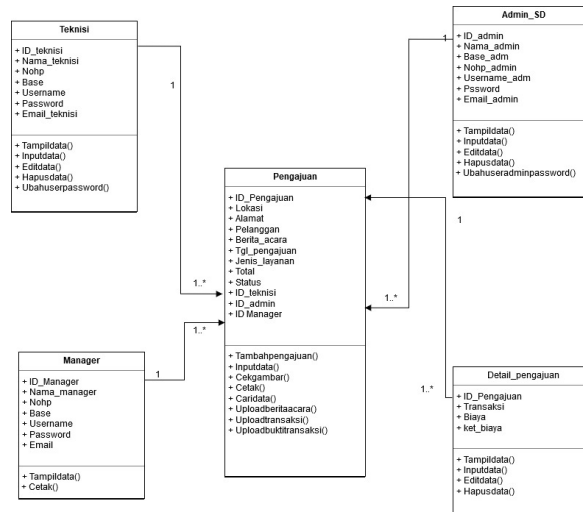 Teknisi
+ ID_teknisi
+ Nama_teknisi
+ Nohp
+ Base
+ Username
+ Password
+ Email_teknisi
+ Tampildata()
+ Inputdata()
+ Editdata()
+ Hapusdata()
+ Ubahuserpassword()
1
1..*
Admin_SD
+ ID_admin
+ Nama_admin
+ Base_adm
+ Nohp_admin
+ Username_adm
+ Pssword
+ Email_admin
+ Tampildata()
+ Inputdata()
+ Editdata()
+ Hapusdata()
+ Ubahuseradminpassword()
1
1..*
Pengajuan
+ ID_Pengajuan
+ Lokasi
+ Alamat
+ Pelanggan
+ Berita_acara
+ Tgl_pengajuan
+ Jenis_layanan
+ Total
+ Status
+ ID_teknisi
+ ID_admin
+ ID Manager
+ Tambahpengajuan()
+ Inputdata()
+ Cekgambar()
+ Cetak()
+ Caridata()
+ Uploadberitaacara()
+ Uploadtransaksi()
+ Uploadbuktitransaksi()
Manager
+ ID_Manager
+ Nama_manager
+ Nohp
+ Base
+ Username
+ Password
+ Email
+ Tampildata()
+ Cetak()
1
1..*
Detail_pengajuan
+ ID_Pengajuan
+ Transaksi
+ Biaya
+ ket_biaya
+ Tampildata()
+ Inputdata()
+ Editdata()
+ Hapusdata()
1
1..*